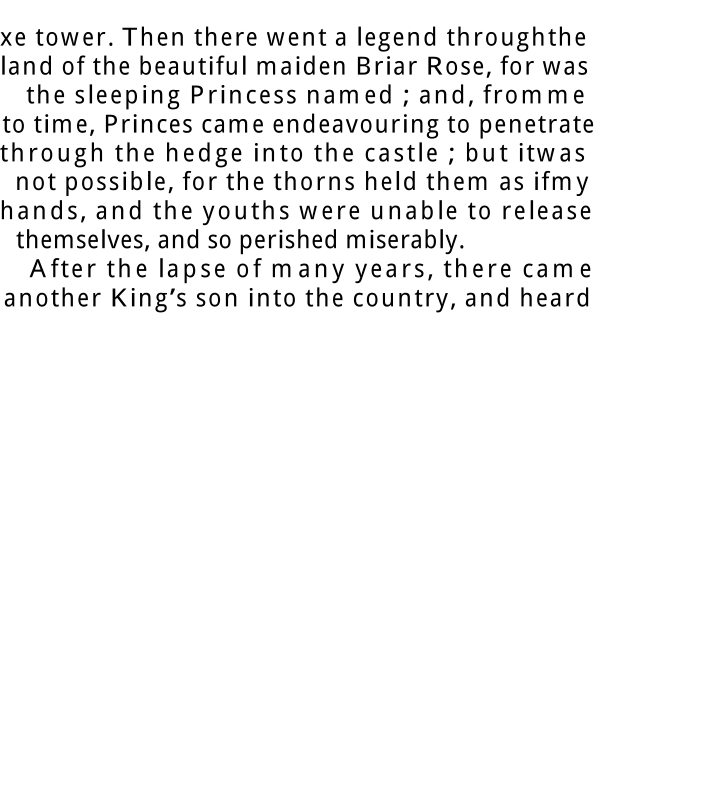 xe tower. Then there went a legend throughthe
land of the beautiful maiden Briar Rose, for was
the sleeping Princess named ; and, fromme
to time, Princes came endeavouring to penetrate
through the hedge into the castle ; but itwas
not possible, for the thorns held them as ifmy
hands, and the youths were unable to release
themselves, and so perished miserably.
After the lapse of many years, there came
another King’s son into the country, and heard